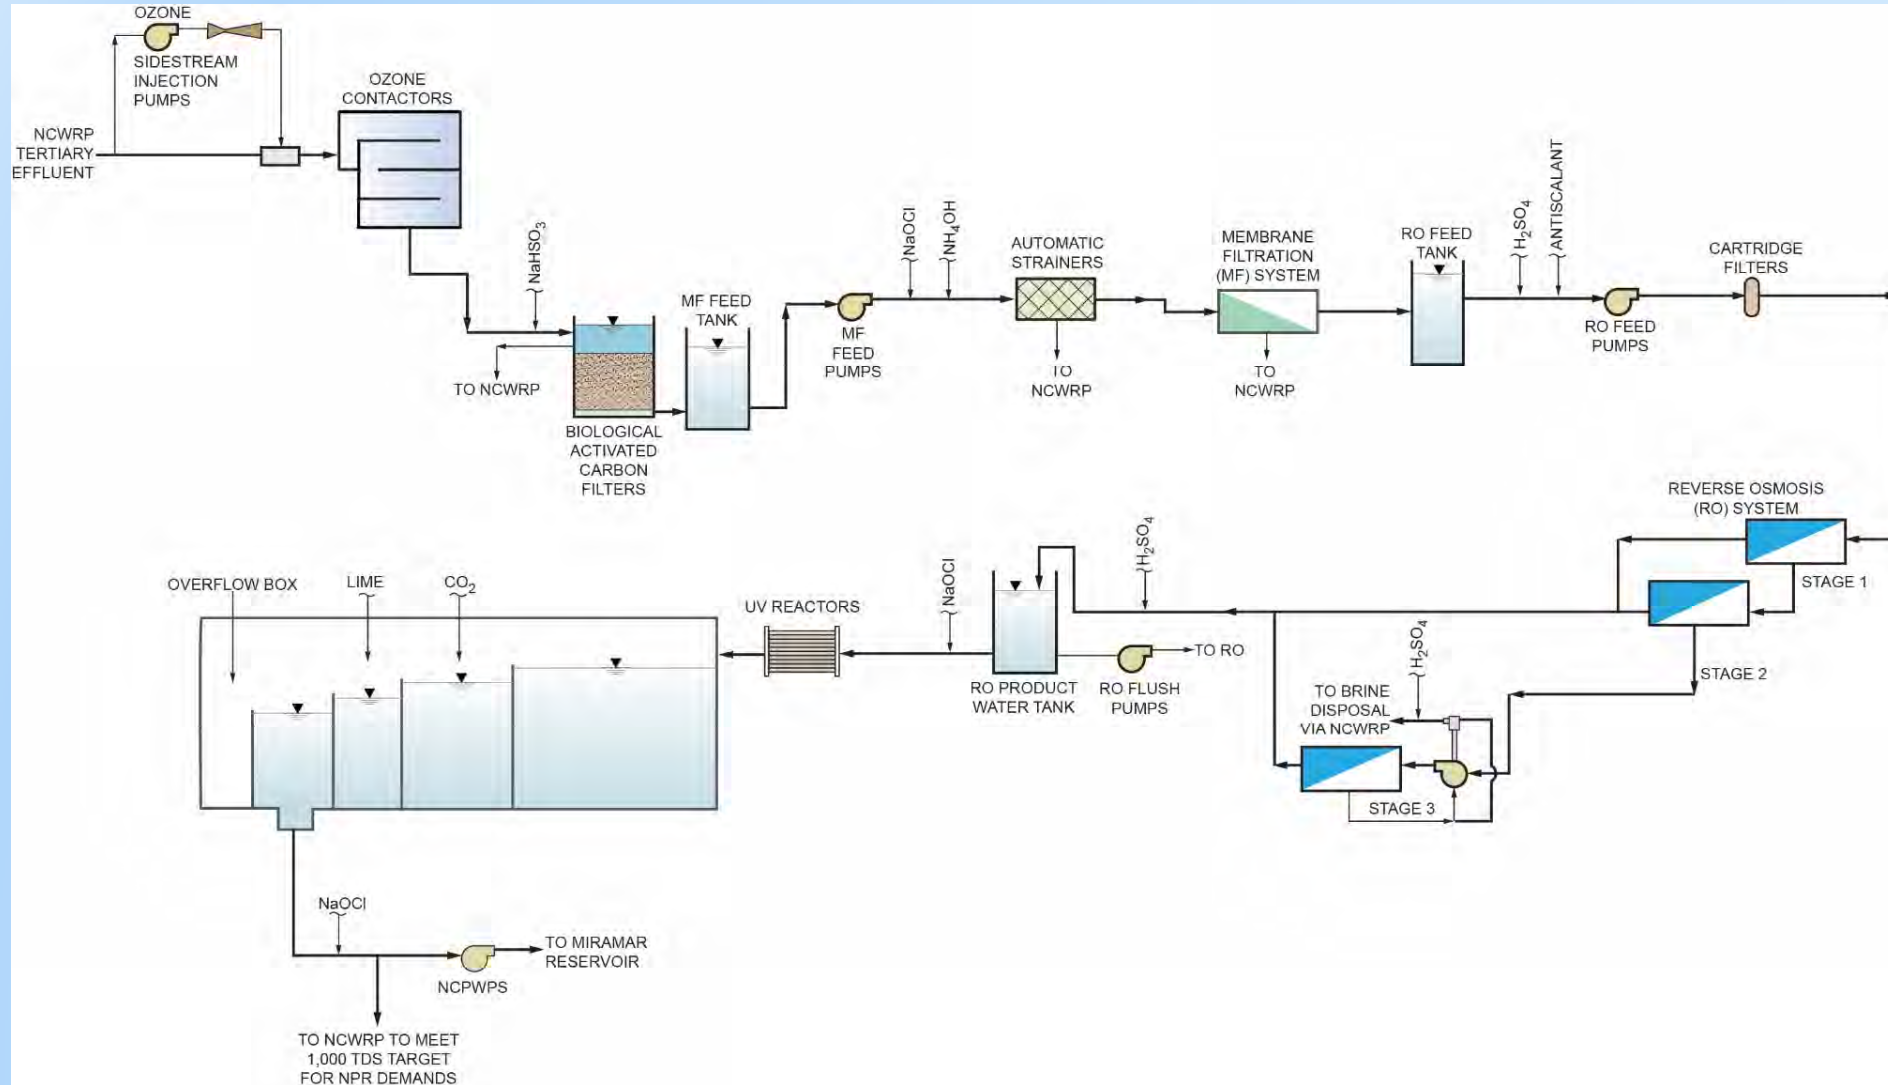 OZONE
SIDESTREAM
INJECTION
PUMPS
NCWRP
TERTIARY
EFFLUENT
OZONE
CONTACTORS
NaHSO3
TO NCWRP
BIOLOGICAL
ACTIVATED
CARBON
FILTERS
MF FEED
TANK
MF
FEED
PUMPS
NaOCl
NH4OH
AUTOMATIC
STRAINERS
TO
NCWRP
MEMBRANE
FILTRATION
(MF) SYSTEM
TO
NCWRP
RO FEED
TANK
H2SO4
ANTISCALANT
RO FEED
PUMPS
CARTRIDGE
FILTERS
REVERSE OSMOSIS
(RO) SYSTEM
STAGE 1
STAGE 2
H2SO4
TO BRINE
DISPOSAL
VIA NCWRP
STAGE 3
H2SO4
TO RO
RO FLUSH
PUMPS
RO PRODUCT
WATER TANK
NaOCl
UV REACTORS
CO2
LIME
OVERFLOW BOX
NaOCl
NCPWPS
TO MIRAMAR
RESERVOIR
TO NCWRP TO MEET
1,000 TDS TARGET
FOR NPR DEMANDS